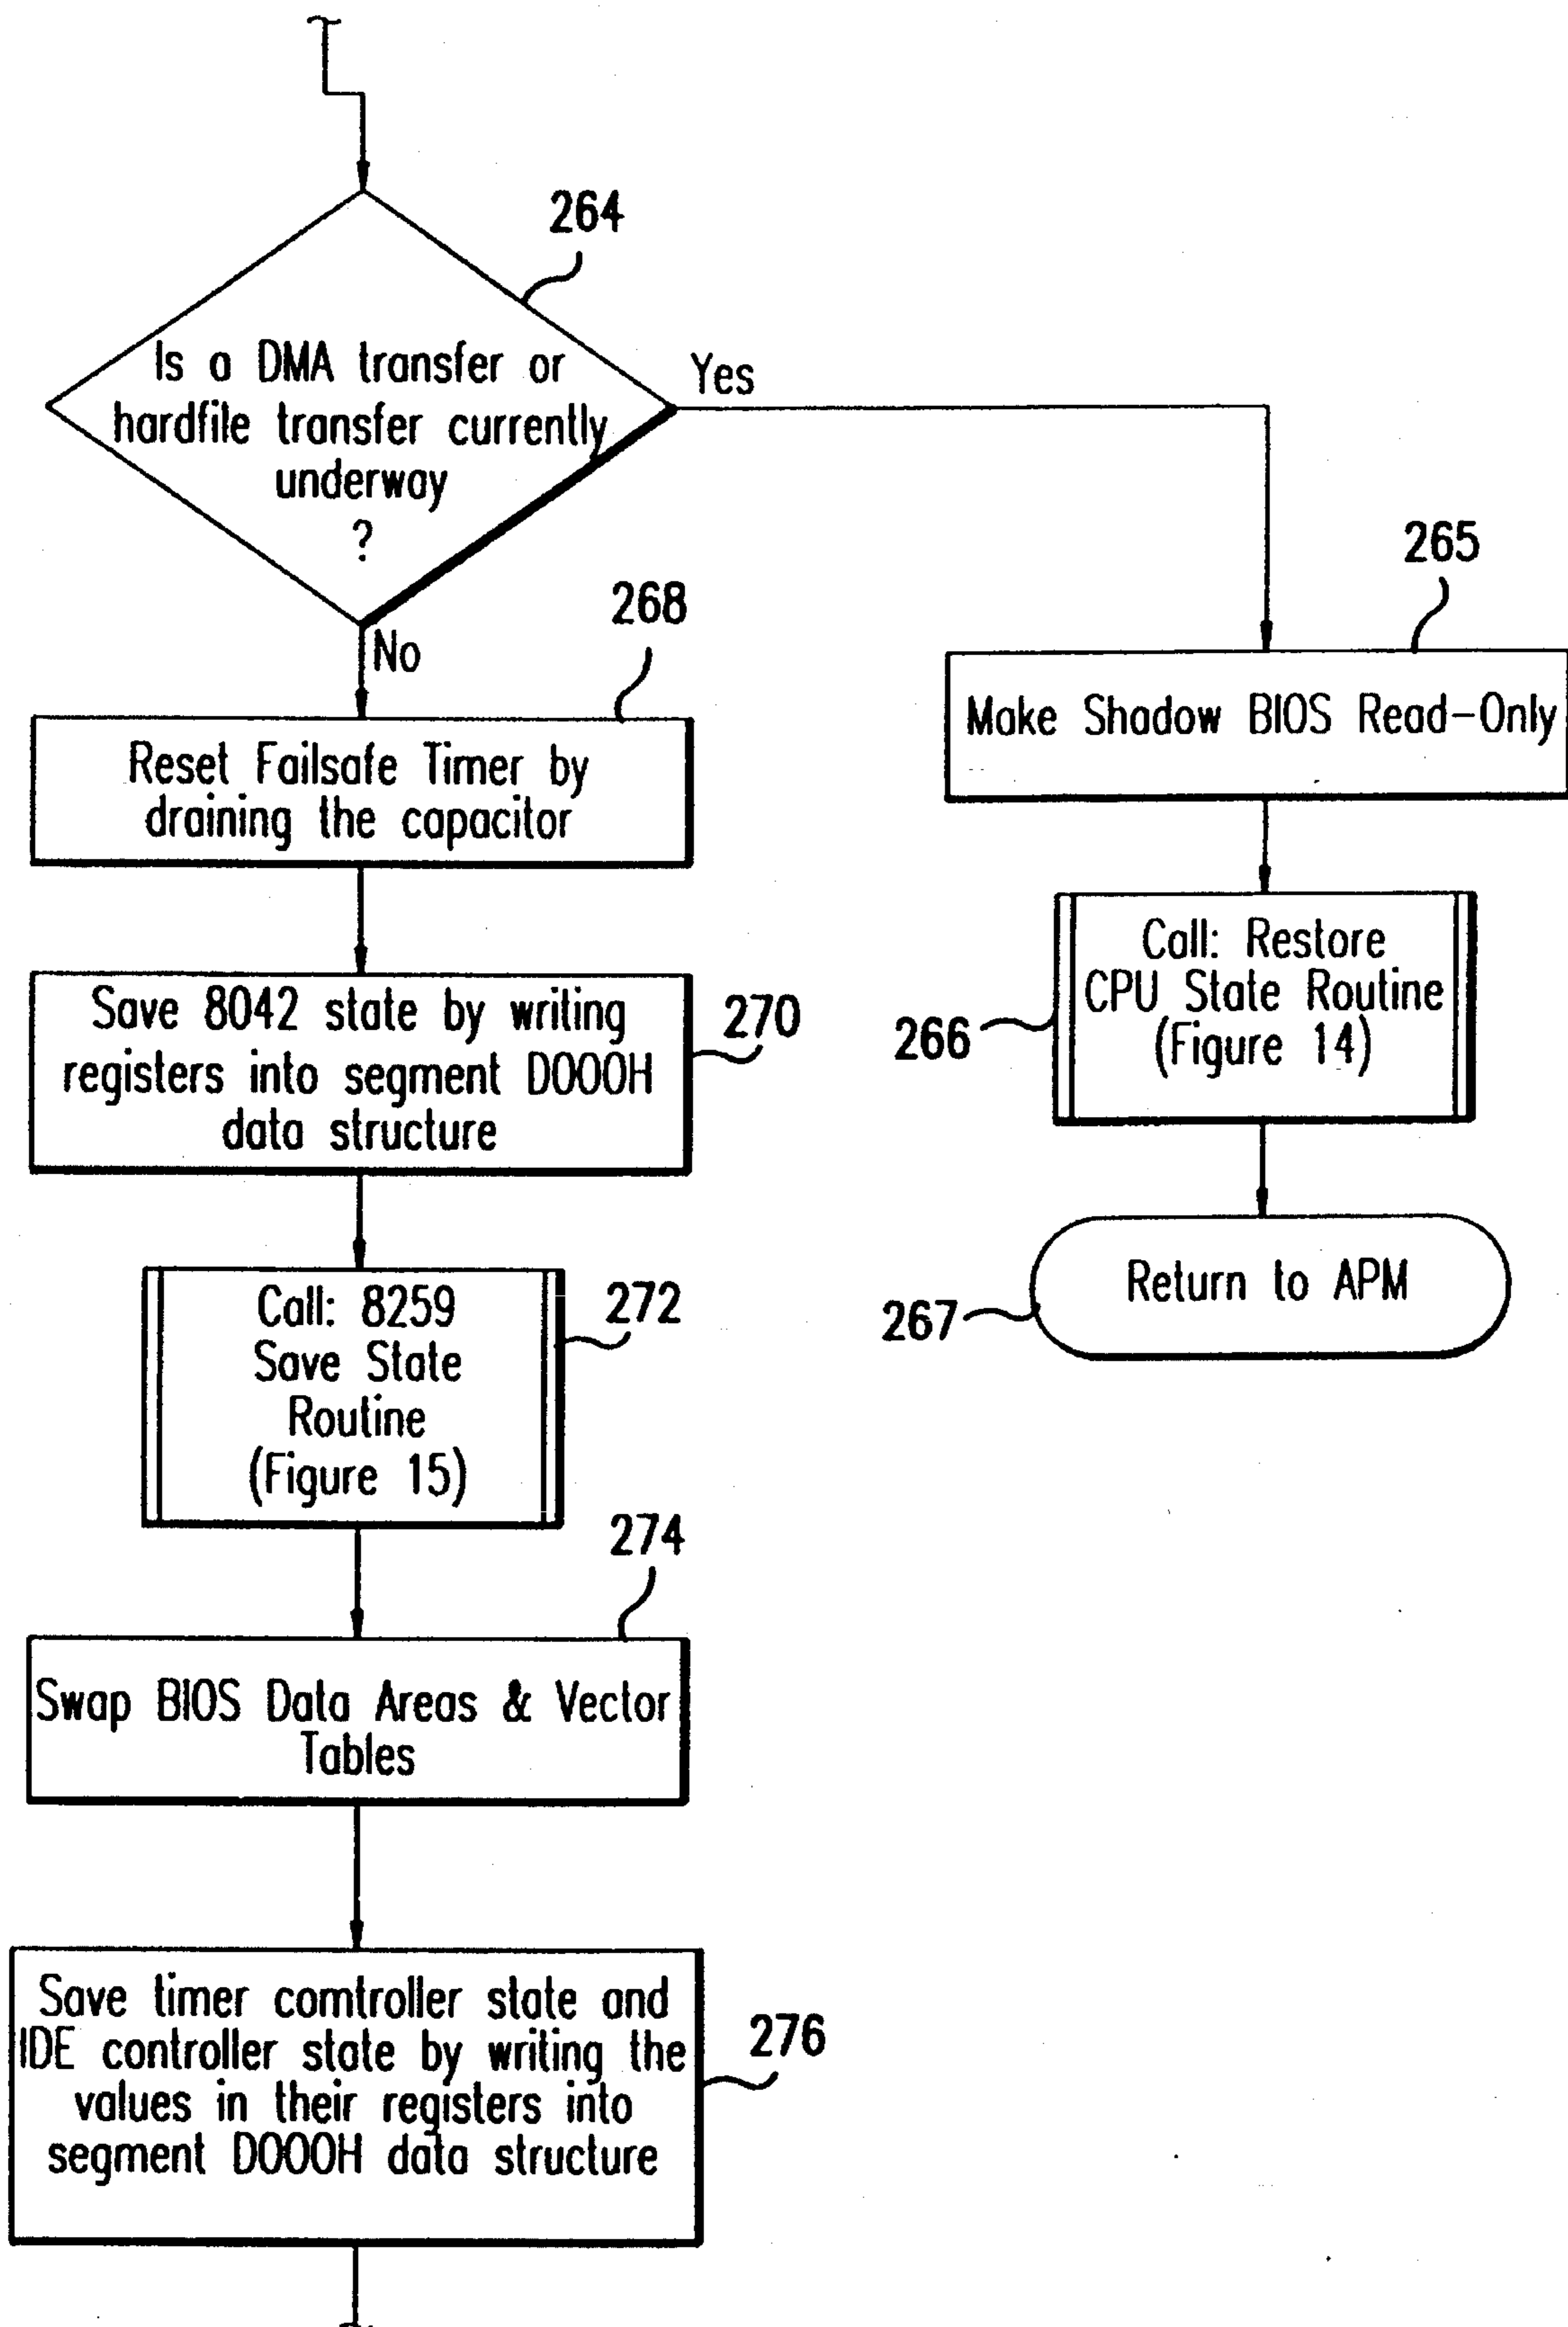 264
Is a DMA transfer or
hardfile transfer currently
underway
?
Yes
No
268
Reset Failsafe Timer by
draining the capacitor
270
Save 8042 state by writing
registers into segment D000H
data structure
272
Call: 8259
Save State
Routine
(Figure 15)
274
Swap BIOS Data Areas & Vector
Tables
276
Save timer comtroller state and
IDE controller state by writing the
values in their registers into
segment D000H data structure
265
Make Shadow BIOS Read-Only
266
Call: Restore
CPU State Routine
(Figure 14)
267
Return to APM